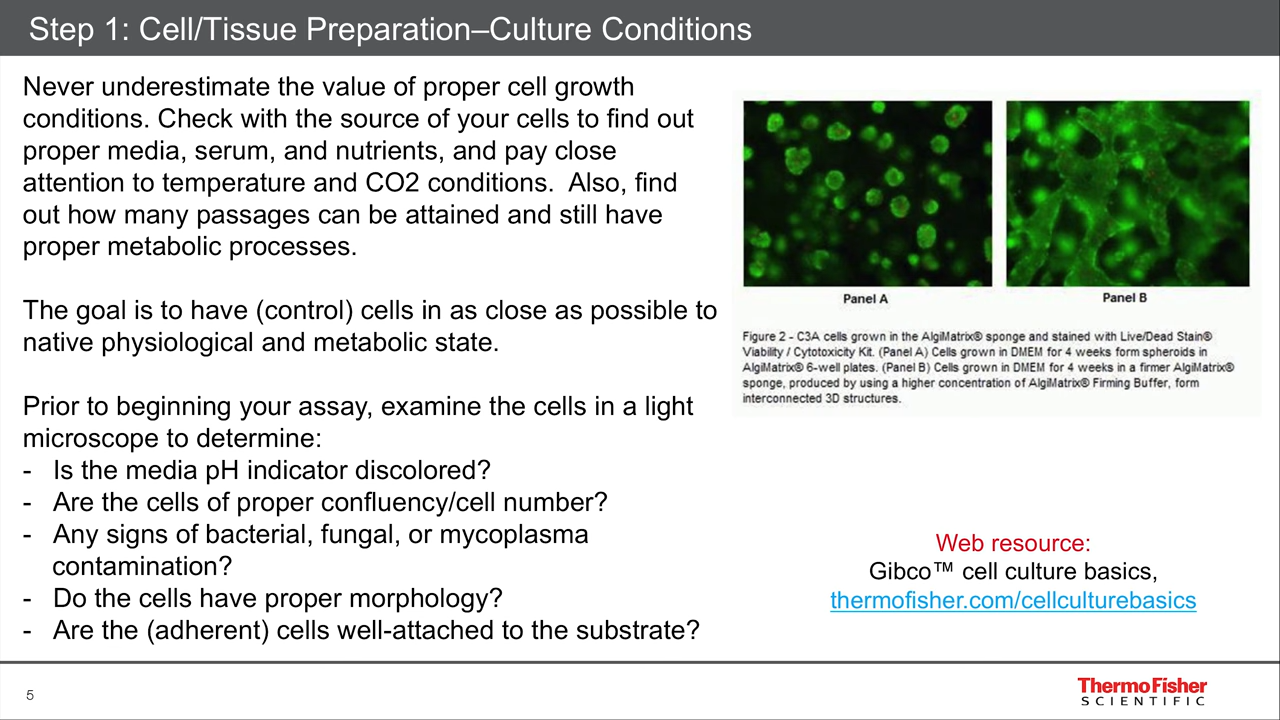 Step 1: Cell/Tissue Preparation–Culture Conditions
Never underestimate the value of proper cell growth
conditions. Check with the source of your cells to find out
proper media, serum, and nutrients, and pay close
attention to temperature and CO2 conditions.  Also, find
out how many passages can be attained and still have
proper metabolic processes.
The goal is to have (control) cells in as close as possible to
native physiological and metabolic state.
Prior to beginning your assay, examine the cells in a light
microscope to determine:
- Is the media pH indicator discolored?
- Are the cells of proper confluency/cell number?
- Any signs of bacterial, fungal, or mycoplasma
contamination?
- Do the cells have proper morphology?
- Are the (adherent) cells well-attached to the substrate?
Panel A
Panel B
Figure 2 - C3A cells grown in the AlgiMatrix® sponge and stained with Live/Dead Stain®
Viability / Cytotoxicity Kit. (Panel A) Cells grown in DMEM for 4 weeks form spheroids in
AlgiMatrix® 6-well plates. (Panel B) Cells grown in DMEM for 4 weeks in a firmer AlgiMatrix®
sponge, produced by using a higher concentration of AlgiMatrix® Firming Buffer, form
interconnected 3D structures.
Web resource:
Gibco™ cell culture basics,
thermofisher.com/cellculturebasics
5
ThermoFisher
SCIENTIFIC